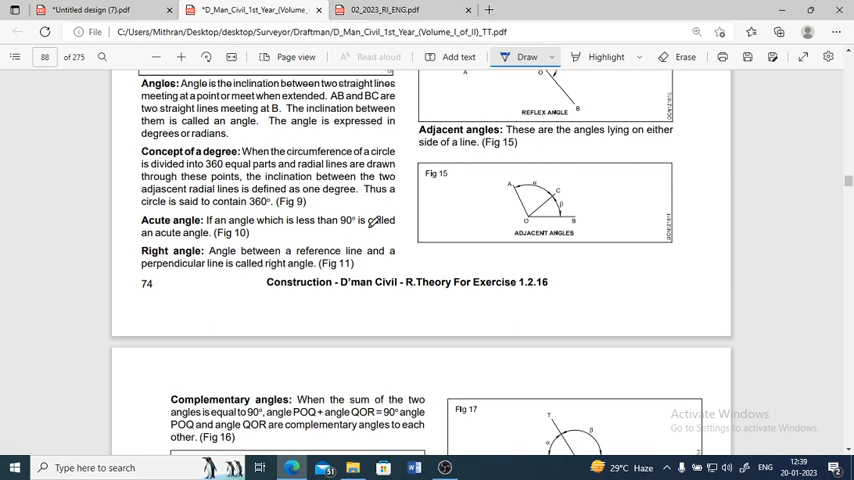 *Untitled design (7).pdf
*D_Man_Civil_1st_Year_(Volume_I
02_2023_RI_ENG.pdf
File
C:/Users/Mithran/Desktop/desktop/Surveyor/Draftman/D_Man_Civil_1st_Year_(Volume_I_of_II)_TT.pdf
88 of 275
Page view
Read aloud
Add text
Draw
Highlight
Erase
Angles: Angle is the inclination between two straight lines
meeting at a point or meet when extended. AB and BC are
two straight lines meeting at B. The inclination between
them is called an angle. The angle is expressed in
degrees or radians.
Concept of a degree: When the circumference of a circle
is divided into 360 equal parts and radial lines are drawn
through these points, the inclination between the two
adjascent radial lines is defined as one degree. Thus a
circle is said to contain 360°. (Fig 9)
Acute angle: If an angle which is less than 90° is called
an acute angle. (Fig 10)
Right angle: Angle between a reference line and a
perpendicular line is called right angle. (Fig 11)
A
O
B
REFLEX ANGLE
Adjacent angles: These are the angles lying on either
side of a line. (Fig 15)
Fig 15
A
α
C
β
O
B
ADJACENT ANGLES
74
Construction - D'man Civil - R.Theory For Exercise 1.2.16
Complementary angles: When the sum of the two
angles is equal to 90°, angle POQ + angle QOR = 90° angle
POQ and angle QOR are complementary angles to each
other. (Fig 16)
Fig 17
T
α
β
Activate Windows
Go to Settings to activate Windows.
Type here to search
51
29°C Haze
ENG
12:39
20-01-2023
2